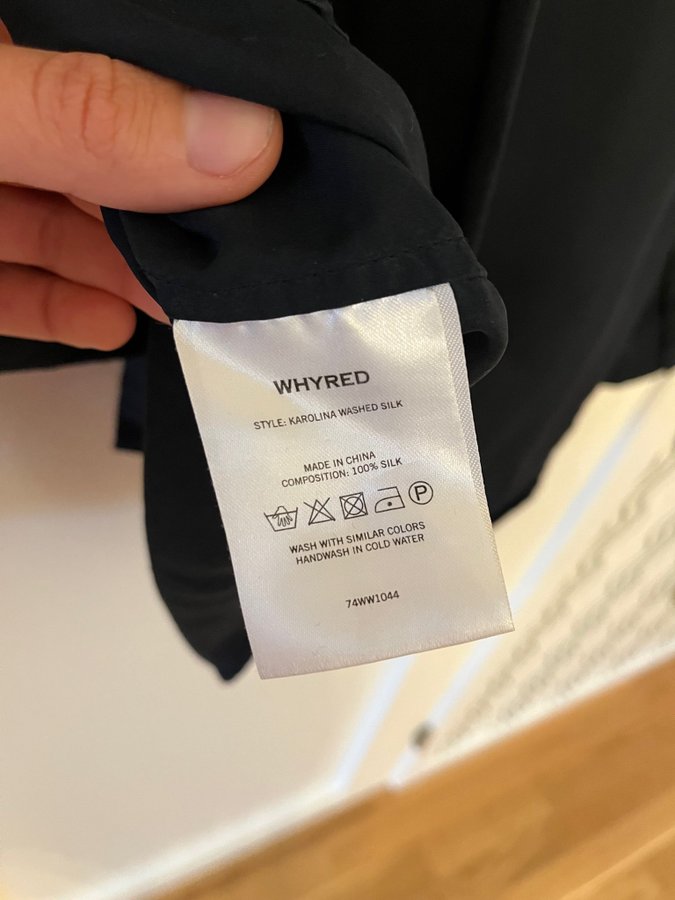 WHYRED
STYLE: KAROLINA WASHED SILK
MADE IN CHINA
COMPOSITION: 100% SILK
P
WASH WITH SIMILAR COLORS
HANDWASH IN COLD WATER
74WW1044